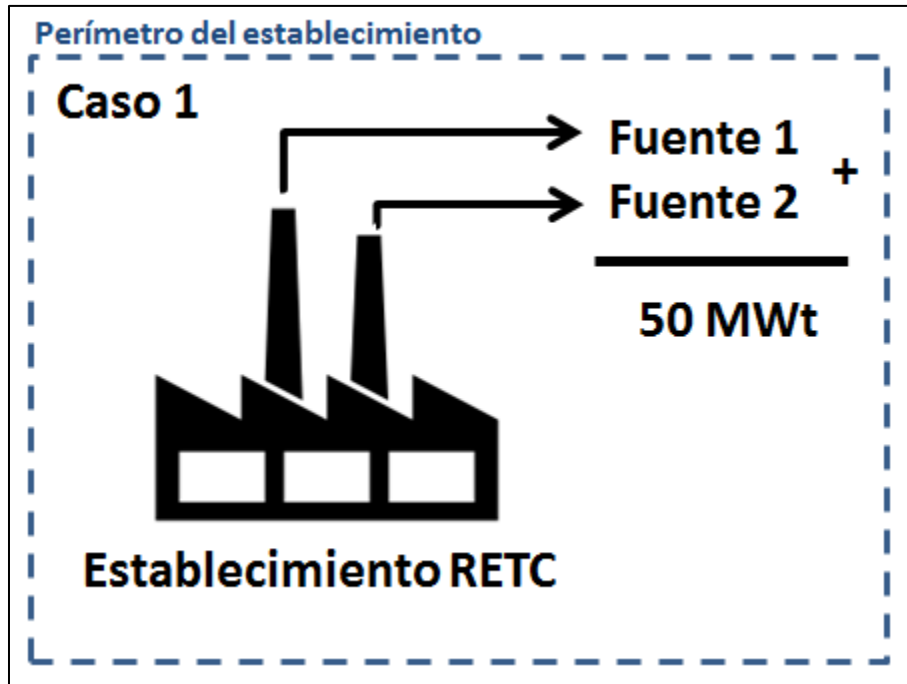 Perímetro del establecimiento
Caso 1
Fuente 1
+
Fuente 2
50 MWt
Establecimiento RETC